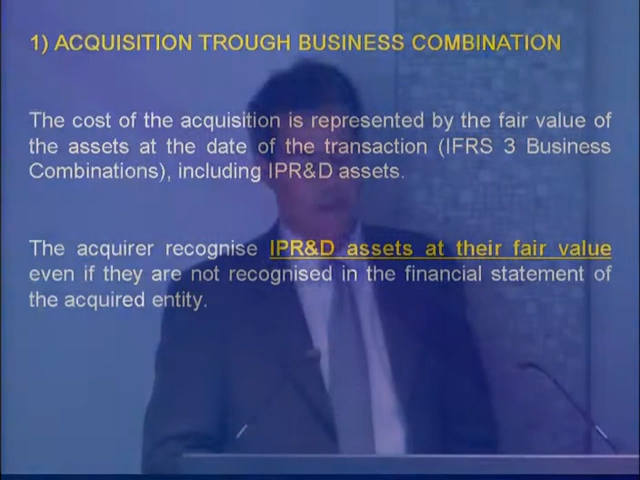 1) ACQUISITION TROUGH BUSINESS COMBINATION
The cost of the acquisition is represented by the fair value of
the assets at the date of the transaction (IFRS 3 Business
Combinations), including IPR&D assets.
The acquirer recognise IPR&D assets at their fair value
even if they are not recognised in the financial statement of
the acquired entity.